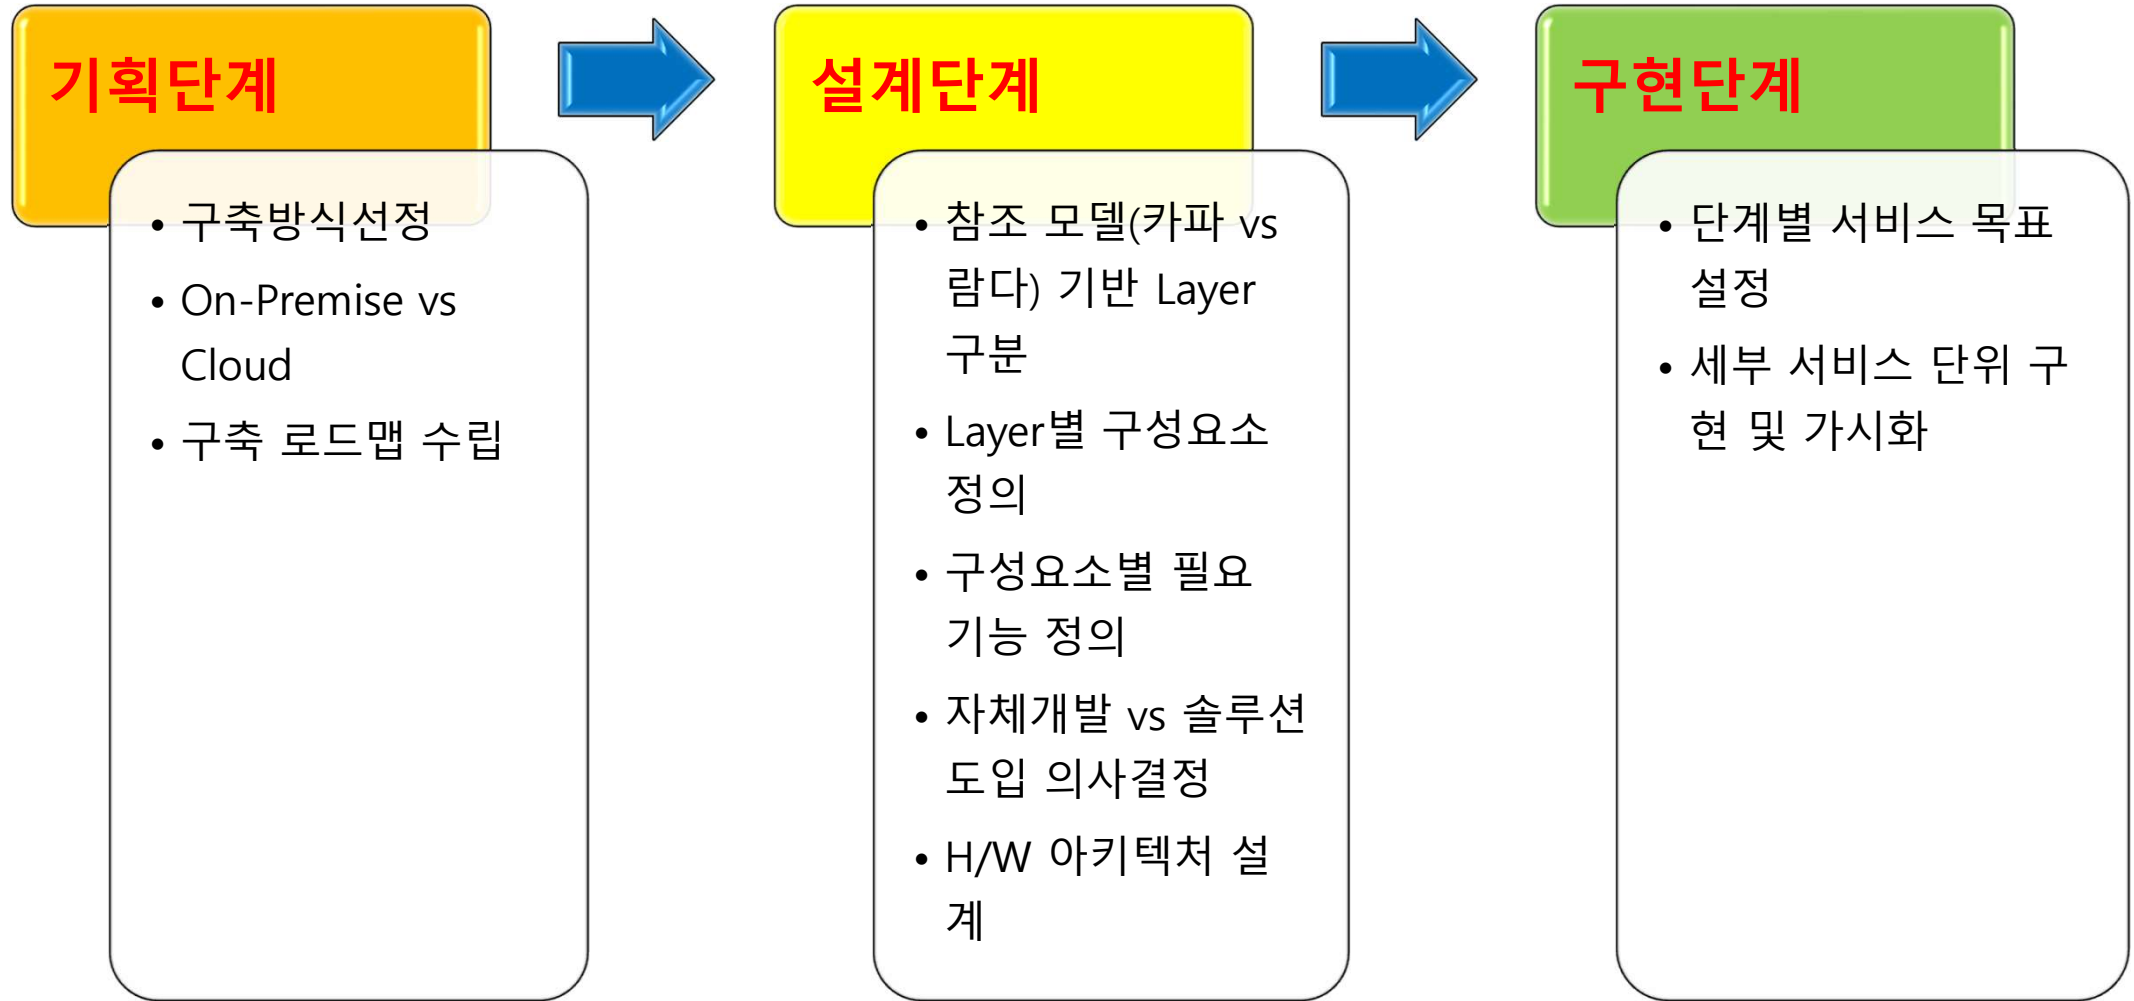 기획단계
• 구축방식선정
• On-Premise vs
Cloud
• 구축 로드맵 수립
설계단계
• 참조 모델(카파 vs
람다) 기반 Layer
구분
• Layer별 구성요소
정의
• 구성요소별 필요
기능 정의
• 자체개발 vs 솔루션
도입 의사결정
• H/W 아키텍처 설
계
구현단계
• 단계별 서비스 목표
설정
• 세부 서비스 단위 구
현 및 가시화